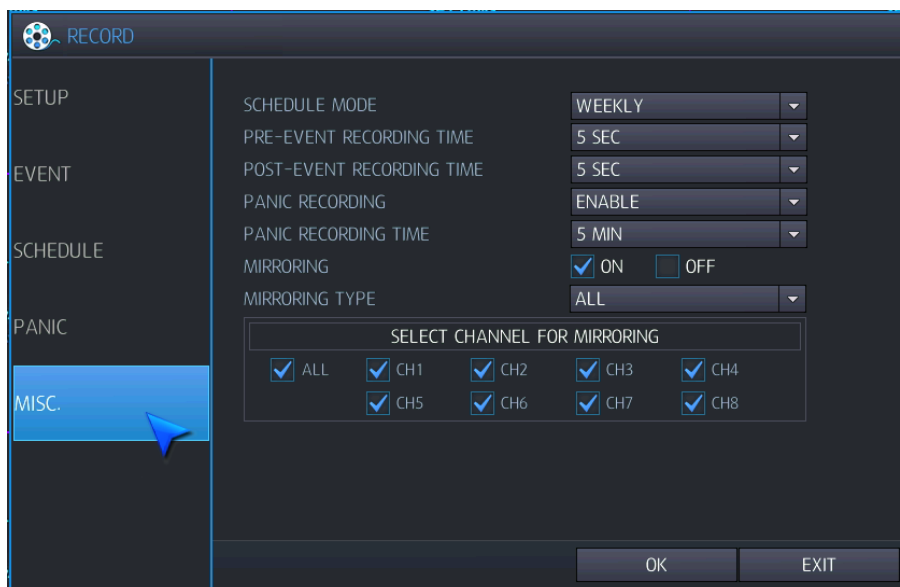 RECORD
SETUP
EVENT
SCHEDULE
PANIC
MISC.
SCHEDULE MODE WEEKLY
PRE-EVENT RECORDING TIME 5 SEC
POST-EVENT RECORDING TIME 5 SEC
PANIC RECORDING ENABLE
PANIC RECORDING TIME 5 MIN
MIRRORING ON OFF
MIRRORING TYPE ALL
SELECT CHANNEL FOR MIRRORING
ALL CH1 CH2 CH3 CH4
CH5 CH6 CH7 CH8
OK EXIT